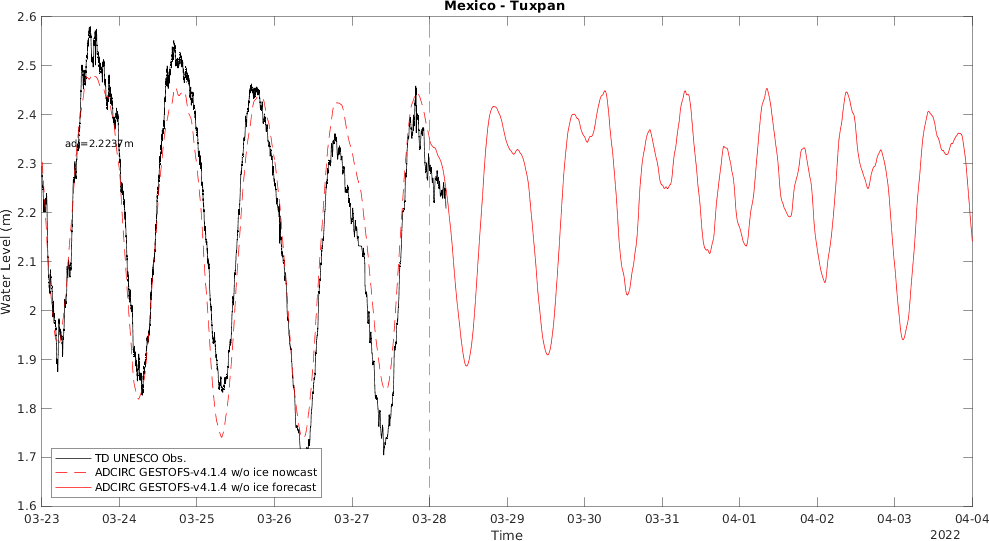 Mexico - Tuxpan
2.6
2.5
2.4
2.3
2.2
2.1
2
1.9
1.8
1.7
1.6
Water Level (m)
adj=2.2237m
TD UNESCO Obs.
ADCIRC GESTOFS-v4.1.4 w/o ice nowcast
ADCIRC GESTOFS-v4.1.4 w/o ice forecast
03-23 03-24 03-25 03-26 03-27 03-28 03-29 03-30 03-31 04-01 04-02 04-03 04-04
Time
2022